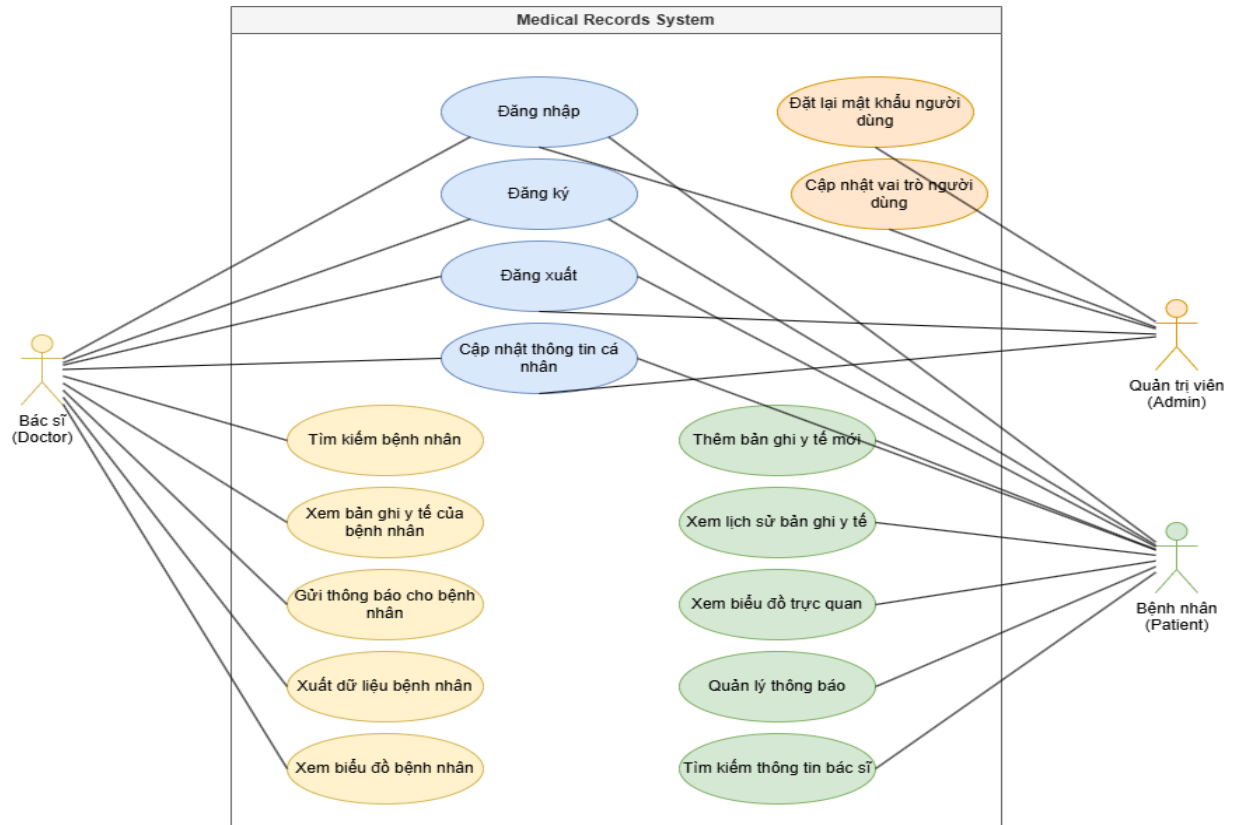 Medical Records System
Đăng nhập
Đặt lại mật khẩu người
dùng
Đăng ký
Cập nhật vai trò người
dùng
Đăng xuất
Cập nhật thông tin cá
nhân
Bác sĩ
(Doctor)
Quản trị viên
(Admin)
Tìm kiếm bệnh nhân
Thêm bản ghi y tế mới
Xem bản ghi y tế của
bệnh nhân
Xem lịch sử bản ghi y tế
Gửi thông báo cho bệnh
nhân
Xem biểu đồ trực quan
Bệnh nhân
(Patient)
Xuất dữ liệu bệnh nhân
Quản lý thông báo
Xem biểu đồ bệnh nhân
Tìm kiếm thông tin bác sĩ